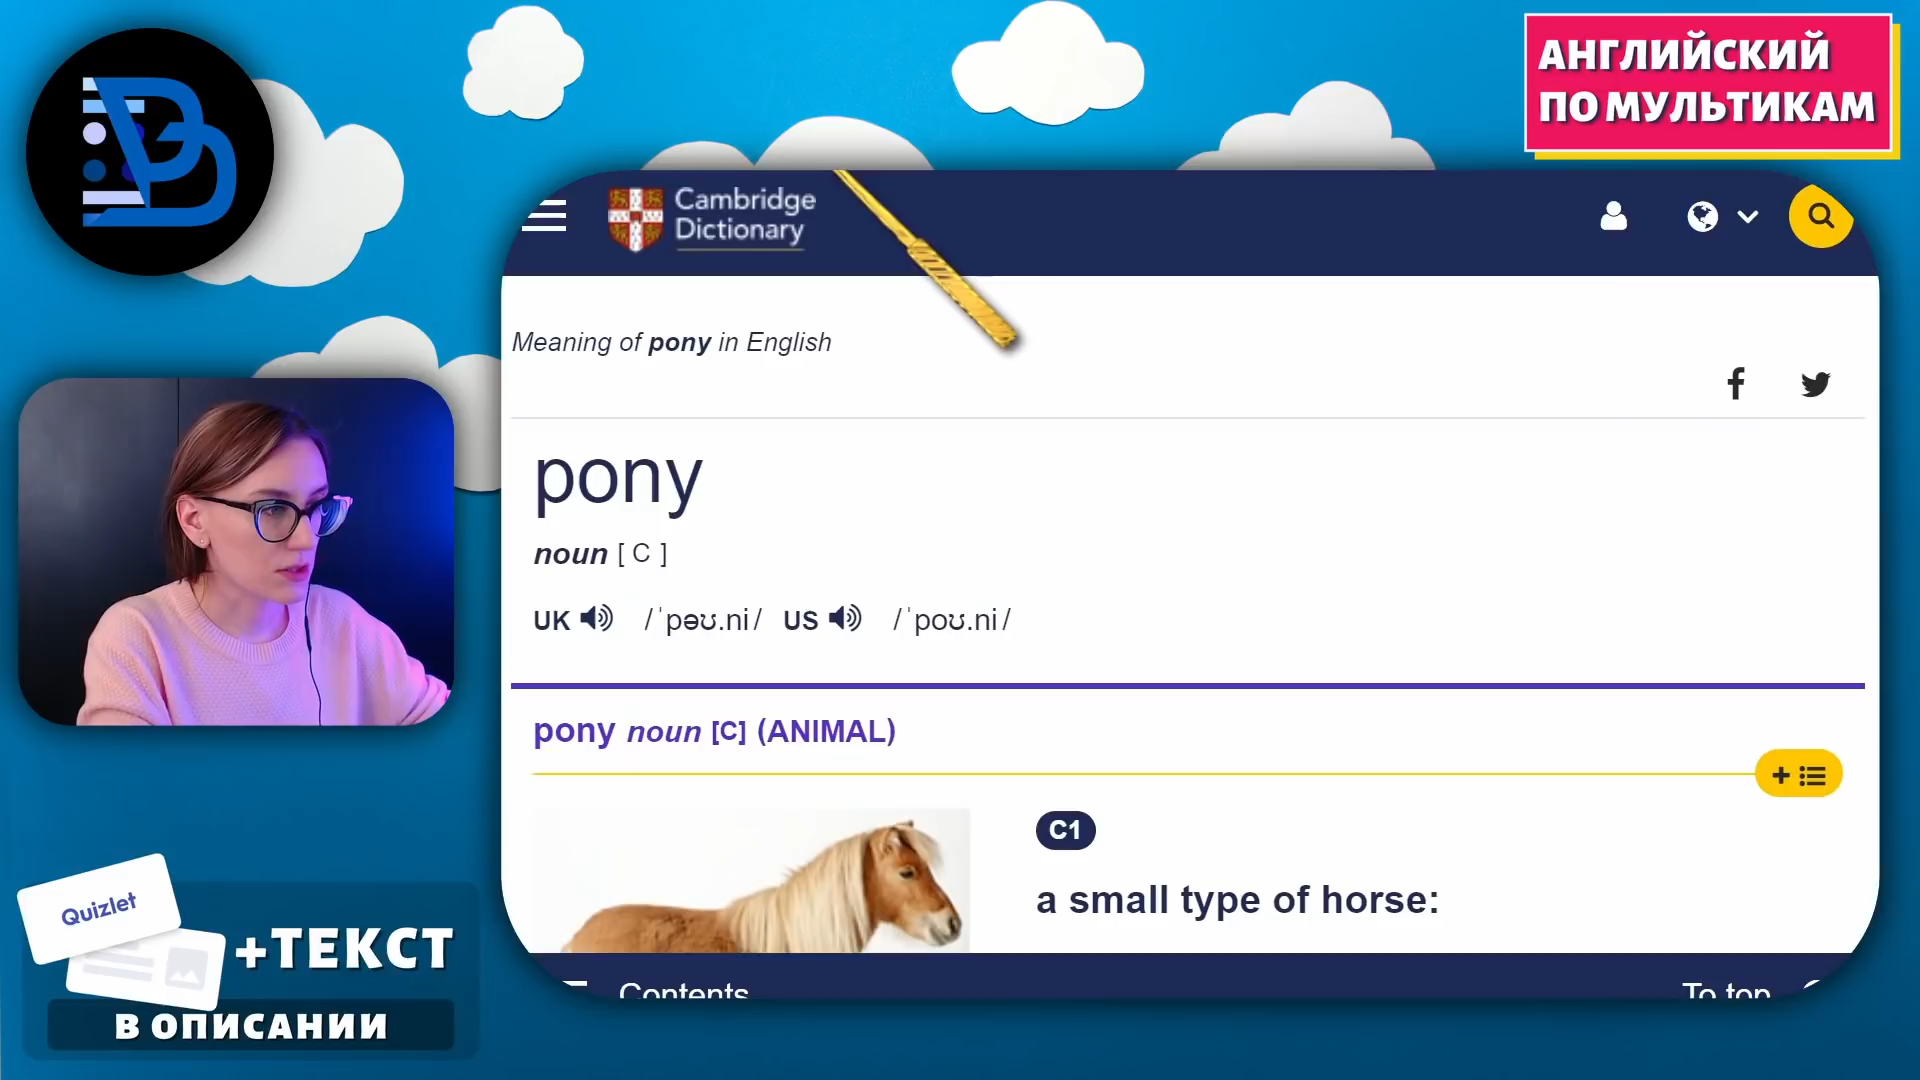 АНГЛИЙСКИЙ
ПО МУЛЬТИКАМ
Cambridge
Dictionary
Meaning of pony in English
pony
noun [ C ]
UK /ˈpəʊ.ni/ US /ˈpoʊ.ni/
pony noun [C] (ANIMAL)
C1
a small type of horse:
Contents
To top
Quizlet
+ТЕКСТ
В ОПИСАНИИ